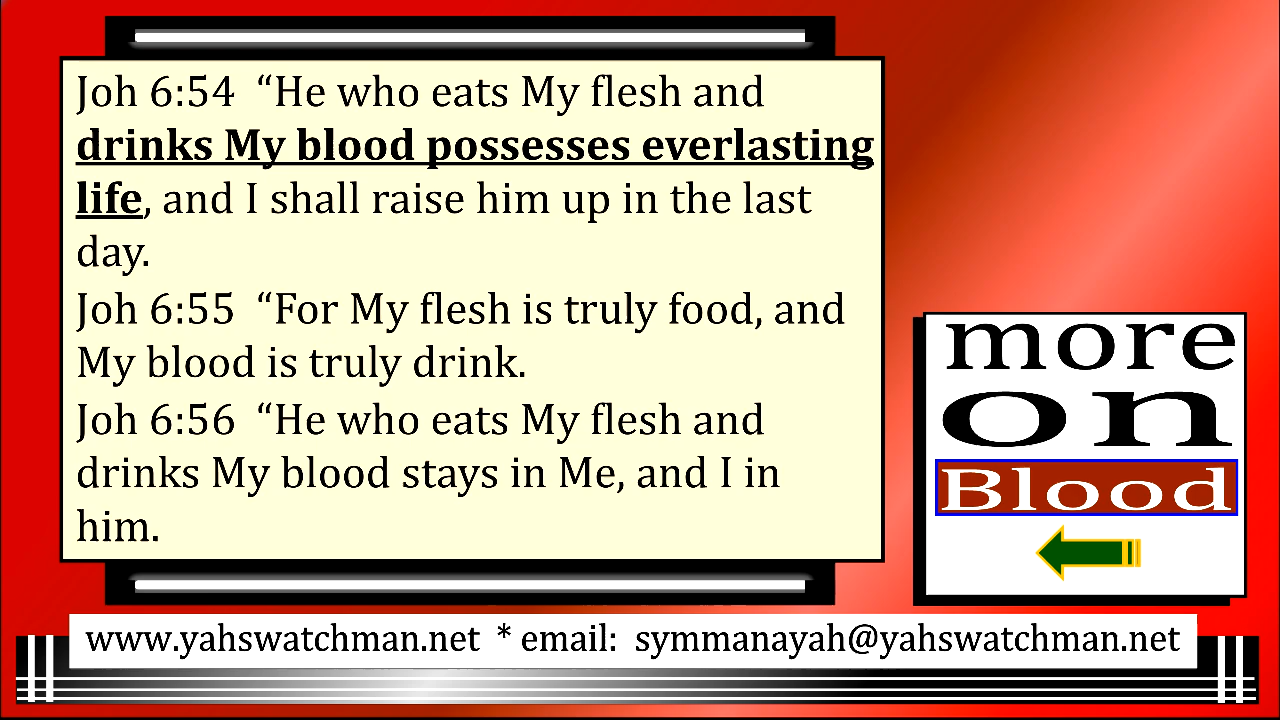 Joh 6:54  “He who eats My flesh and
drinks My blood possesses everlasting
life, and I shall raise him up in the last
day.
Joh 6:55  “For My flesh is truly food, and
My blood is truly drink.
Joh 6:56  “He who eats My flesh and
drinks My blood stays in Me, and I in
him.
more
on
Blood
www.yahswatchman.net  * email:  symmanayah@yahswatchman.net